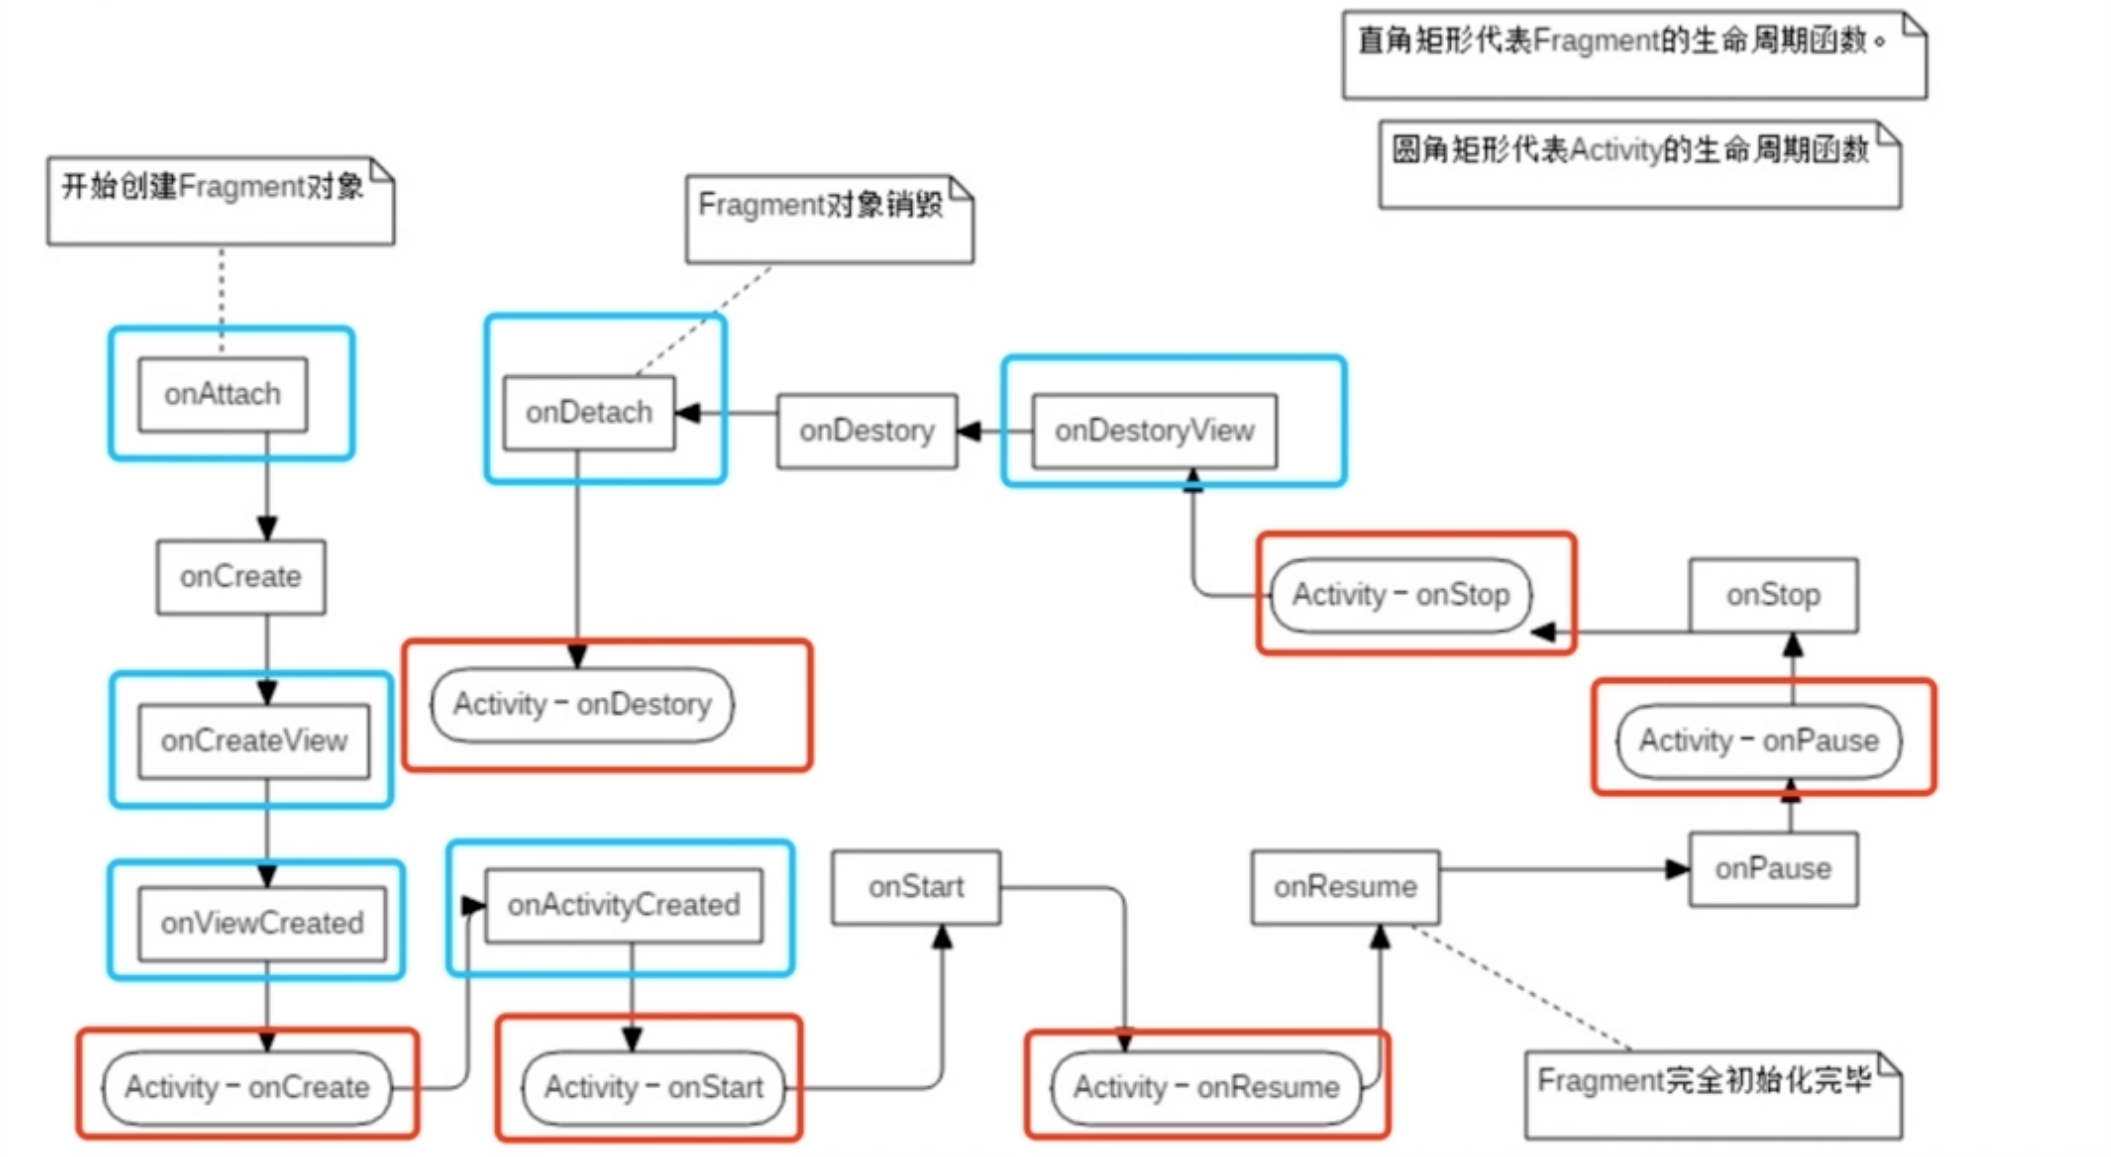 直角矩形代表Fragment的生命周期函数。
圆角矩形代表Activity的生命周期函数
开始创建Fragment对象
Fragment对象销毁
onAttach
onDetach
onDestory
onDestoryView
onCreate
Activity - onStop
onStop
onCreateView
Activity - onDestory
Activity - onPause
onViewCreated
onActivityCreated
onStart
onResume
onPause
Activity - onCreate
Activity - onStart
Activity - onResume
Fragment完全初始化完毕